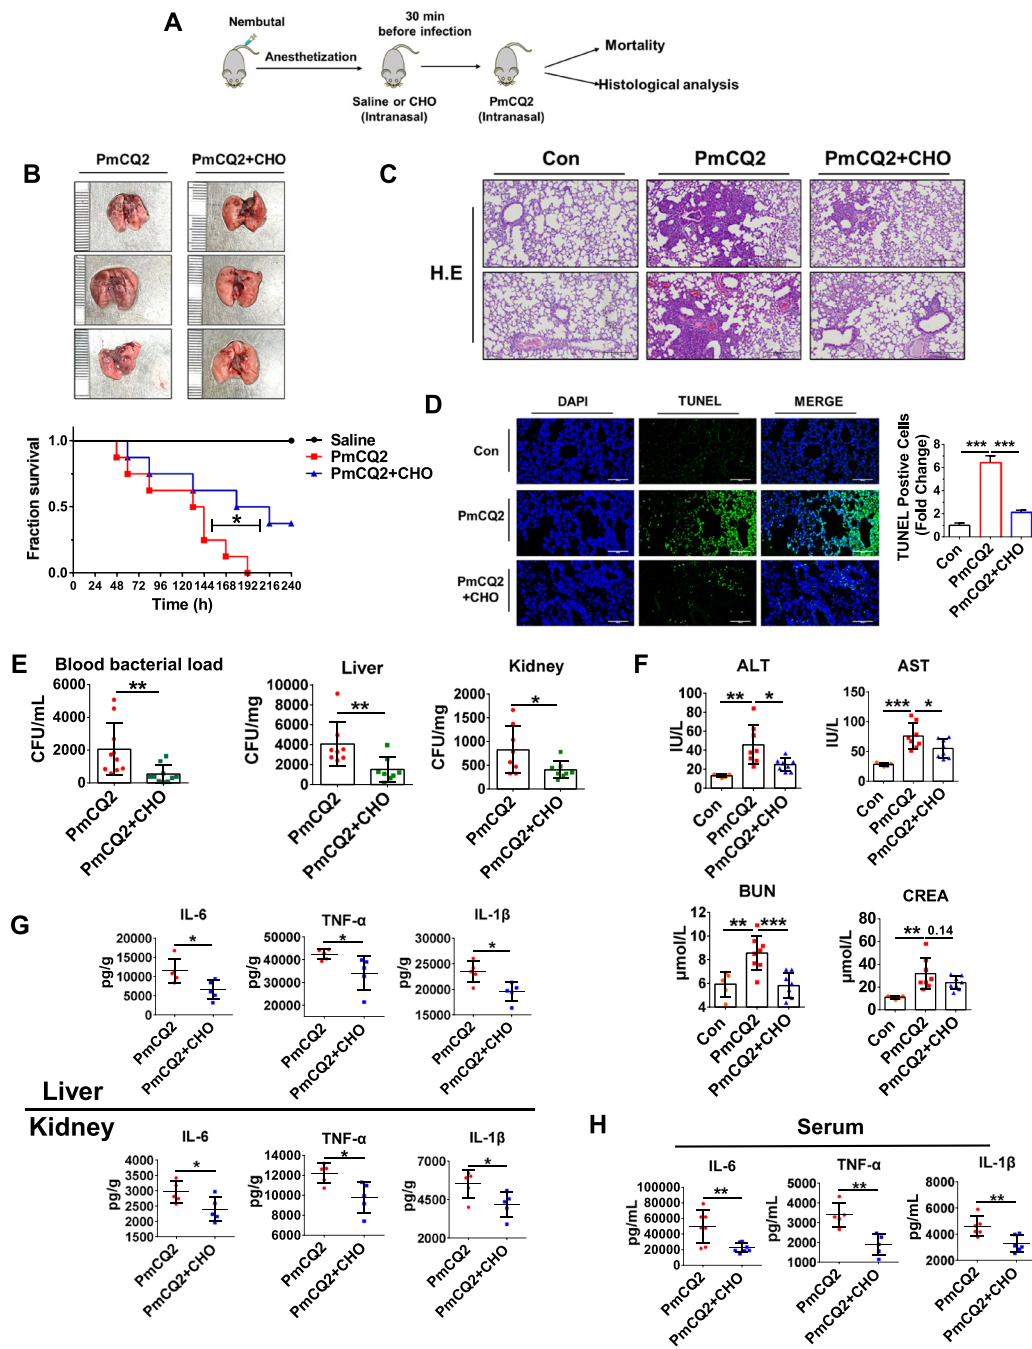 A
Nembutal
Anesthetization
30 min
before infection
Saline or CHO
(Intranasal)
PmCQ2
(Intranasal)
Mortality
Histological analysis
B
PmCQ2
PmCQ2+CHO
Fraction survival
1.0
0.5
0.0
0 24 48 72 96 120 144 168 192 216 240
Time (h)
Saline
PmCQ2
PmCQ2+CHO
*
C
Con
PmCQ2
PmCQ2+CHO
H.E
D
DAPI
TUNEL
MERGE
Con
PmCQ2
PmCQ2
+CHO
TUNEL Postive Cells
(Fold Change)
8
6
4
2
0
*** ***
Con
PmCQ2
PmCQ2+CHO
E
Blood bacterial load
CFU/mL
6000
4000
2000
0
**
PmCQ2
PmCQ2+CHO
Liver
CFU/mg
10000
8000
6000
4000
2000
0
**
PmCQ2
PmCQ2+CHO
Kidney
CFU/mg
2000
1500
1000
500
0
*
PmCQ2
PmCQ2+CHO
F
ALT
IU/L
100
80
60
40
20
0
** *
Con
PmCQ2
PmCQ2+CHO
AST
IU/L
150
100
50
0
*** *
Con
PmCQ2
PmCQ2+CHO
BUN
µmol/L
12
10
8
6
4
** ***
Con
PmCQ2
PmCQ2+CHO
CREA
µmol/L
80
60
40
20
0
** 0.14
Con
PmCQ2
PmCQ2+CHO
G
IL-6
pg/g
20000
15000
10000
5000
0
*
PmCQ2
PmCQ2+CHO
TNF-α
pg/g
50000
40000
30000
20000
*
PmCQ2
PmCQ2+CHO
IL-1β
pg/g
30000
25000
20000
15000
*
PmCQ2
PmCQ2+CHO
Liver
Kidney
IL-6
pg/g
4000
3500
3000
2500
2000
1500
*
PmCQ2
PmCQ2+CHO
TNF-α
pg/g
14000
12000
10000
8000
6000
*
PmCQ2
PmCQ2+CHO
IL-1β
pg/g
7000
4500
2000
*
PmCQ2
PmCQ2+CHO
H
Serum
IL-6
pg/mL
100000
80000
60000
40000
20000
0
**
PmCQ2
PmCQ2+CHO
TNF-α
pg/mL
5000
4000
3000
2000
1000
**
PmCQ2
PmCQ2+CHO
IL-1β
pg/mL
8000
6000
4000
2000
**
PmCQ2
PmCQ2+CHO